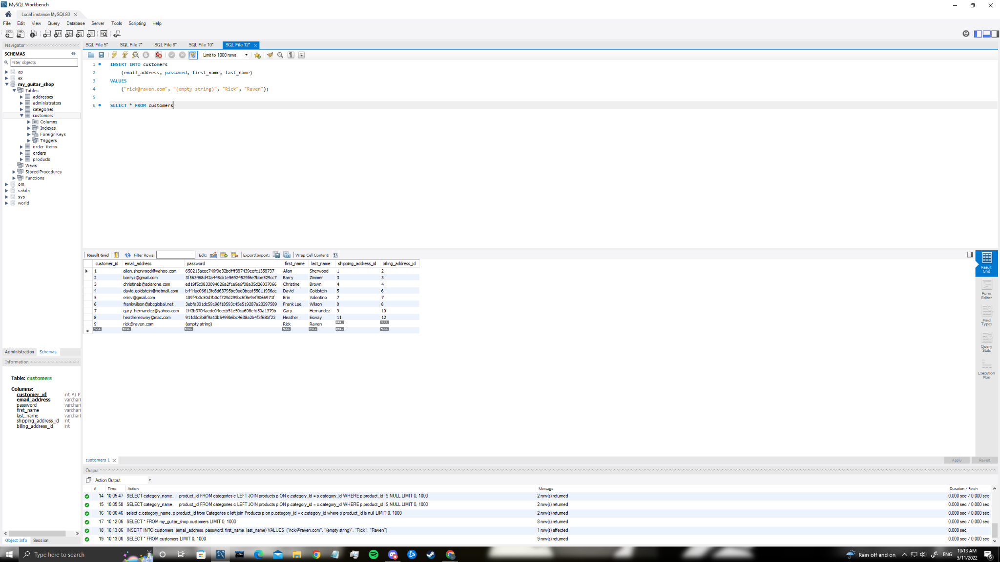 MySQL Workbench
Local instance MySQL80
File Edit View Query Database Server Tools Scripting Help
Navigator
SCHEMAS
Filter objects
ap
ex
my_guitar_shop
Tables
addresses
administrators
categories
customers
Columns
Indexes
Foreign Keys
Triggers
order_items
orders
products
Views
Stored Procedures
Functions
om
sakila
sys
world
Administration Schemas
Information
Table: customers
Columns:
customer_id int AI P
email_address varchar(
password varchar(
first_name varchar(
last_name varchar(
shipping_address_id int
billing_address_id int
Object Info Session
SQL File 5* SQL File 7* SQL File 8* SQL File 10* SQL File 12*
Limit to 1000 rows
1 INSERT INTO customers
2 (email_address, password, first_name, last_name)
3 VALUES
4 ("rick@raven.com", "(empty string)", "Rick", "Raven");
5
6 SELECT * FROM customers
Result Grid Filter Rows: Edit: Export/Import: Wrap Cell Content:
customer_id email_address password first_name last_name shipping_address_id billing_address_id
1 allan.sherwood@yahoo.com 650215acec746f0e32bdfff387439eefc1358737 Allan Sherwood 1 2
2 barryz@gmail.com 3f563468d42a448cb1e56924529f6e7bbe529cc7 Barry Zimmer 3 3
3 christineb@solarone.com ed19f5c0833094026a2f1e9e6f08a35d26037066 Christine Brown 4 4
4 david.goldstein@hotmail.com b444ac06613fc8d63795be9ad0beaf55011936ac David Goldstein 5 6
5 erinv@gmail.com 109f4b3c50d7b0df729d299bc6f8e9ef9066971f Erin Valentino 7 7
6 frankwilson@sbcglobal.net 3ebfa301dc59196f18593c45e519287a23297589 Frank Lee Wilson 8 8
7 gary_hernandez@yahoo.com 1ff2b3704aede04eecb51e50ca698efd50a1379b Gary Hernandez 9 10
8 heatheresway@mac.com 911ddc3b8f9a13b5499b6bc4638a2b4f3f68bf23 Heather Esway 11 12
9 rick@raven.com (empty string) Rick Raven NULL NULL
NULL NULL NULL NULL NULL NULL NULL
Result Grid
Form Editor
Field Types
Query Stats
Execution Plan
customers 1
Apply Revert
Output
Action Output
# Time Action Message Duration / Fetch
14 10:05:47 SELECT category_name, product_id FROM categories c LEFT JOIN products p ON c.category_id = p.category_id WHERE p.product_id IS NULL LIMIT 0, 1000 2 row(s) returned 0.000 sec / 0.000 sec
15 10:05:58 SELECT category_name, product_id FROM categories c LEFT JOIN products p ON c.category_id = p.category_id WHERE p.product_id IS NULL LIMIT 0, 1000 2 row(s) returned 0.000 sec / 0.000 sec
16 10:06:46 select c.category_name, p.product_id from Categories c left join Products p on p.category_id = c.category_id where p.product_id is null LIMIT 0, 1000 2 row(s) returned 0.000 sec / 0.000 sec
17 10:12:06 SELECT * FROM my_guitar_shop.customers LIMIT 0, 1000 8 row(s) returned 0.000 sec / 0.000 sec
18 10:13:06 INSERT INTO customers (email_address, password, first_name, last_name) VALUES ("rick@raven.com", "(empty string)", "Rick", "Raven") 1 row(s) affected 0.000 sec
19 10:13:06 SELECT * FROM customers LIMIT 0, 1000 9 row(s) returned 0.000 sec / 0.000 sec
Type here to search
Rain off and on
ENG
10:13 AM
5/11/2022
6